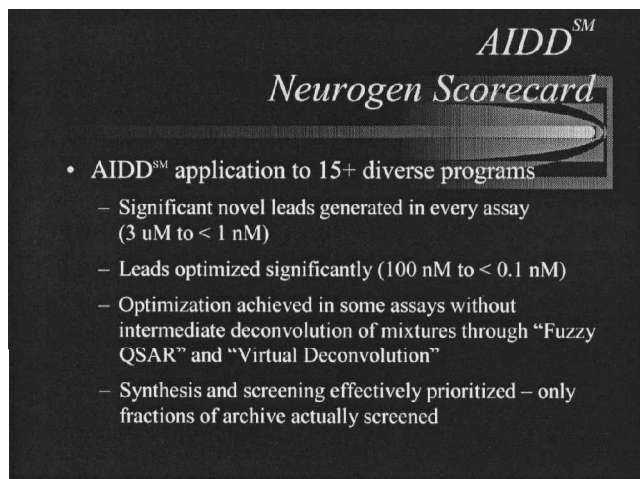 AIDD℠
Neurogen Scorecard
• AIDD℠ application to 15+ diverse programs
– Significant novel leads generated in every assay
(3 uM to < 1 nM)
– Leads optimized significantly (100 nM to < 0.1 nM)
– Optimization achieved in some assays without
intermediate deconvolution of mixtures through “Fuzzy
QSAR” and “Virtual Deconvolution”
– Synthesis and screening effectively prioritized – only
fractions of archive actually screened